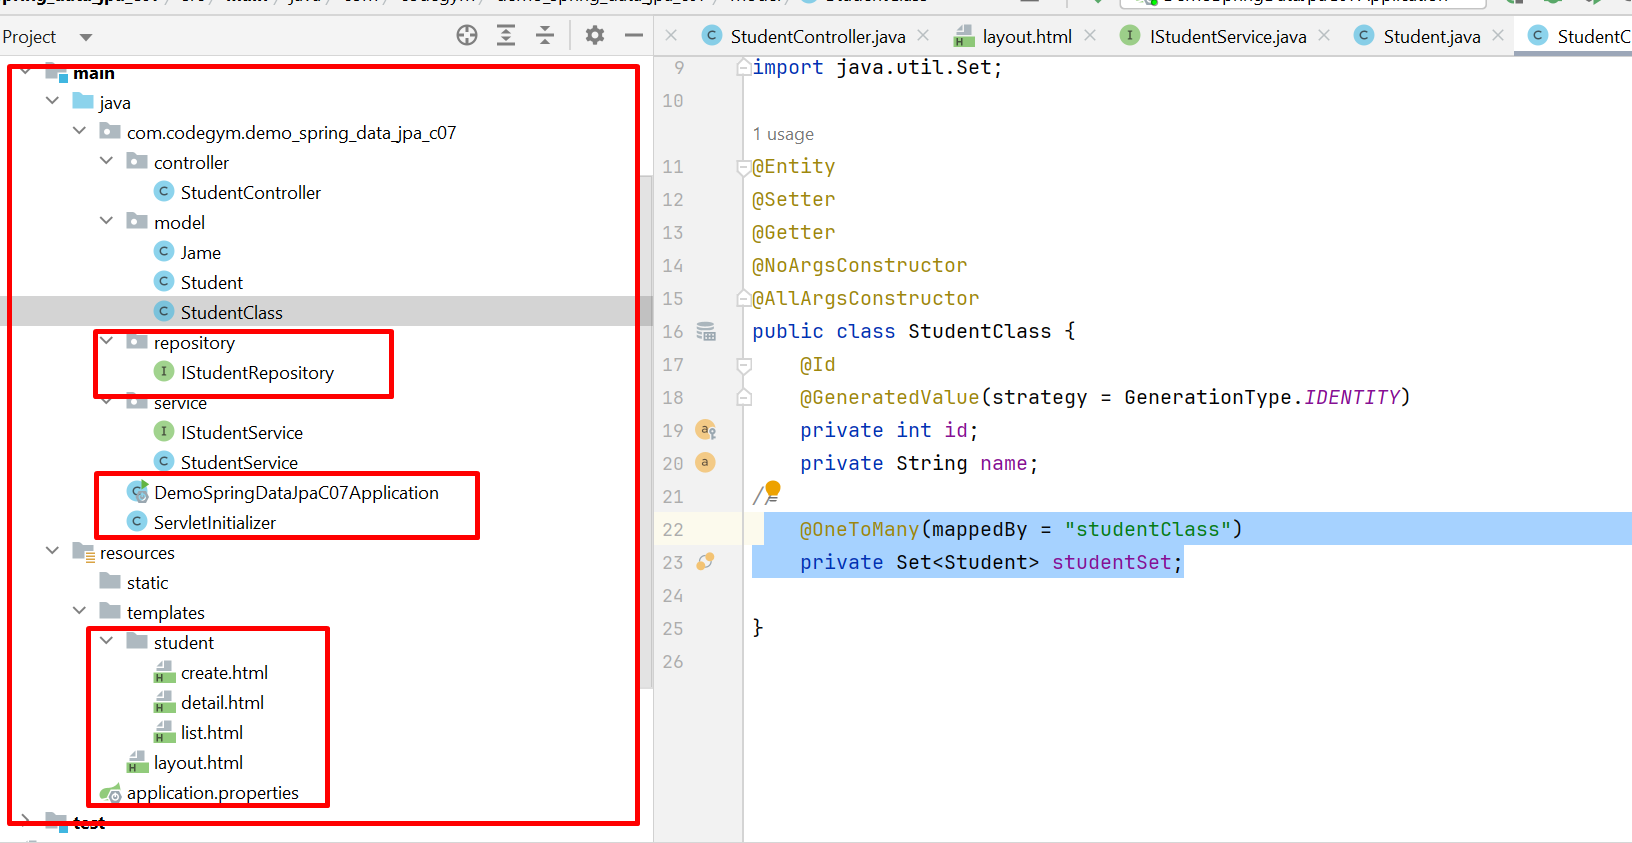 Project
main
java
com.codegym.demo_spring_data_jpa_c07
controller
StudentController
model
Jame
Student
StudentClass
repository
IStudentRepository
service
IStudentService
StudentService
DemoSpringDataJpaC07Application
ServletInitializer
resources
static
templates
student
create.html
detail.html
list.html
layout.html
application.properties
test
StudentController.java
layout.html
IStudentService.java
Student.java
StudentC
9 import java.util.Set;
10
1 usage
11 @Entity
12 @Setter
13 @Getter
14 @NoArgsConstructor
15 @AllArgsConstructor
16 public class StudentClass {
17 @Id
18 @GeneratedValue(strategy = GenerationType.IDENTITY)
19 private int id;
20 private String name;
21 //
22 @OneToMany(mappedBy = "studentClass")
23 private Set<Student> studentSet;
24
25 }
26